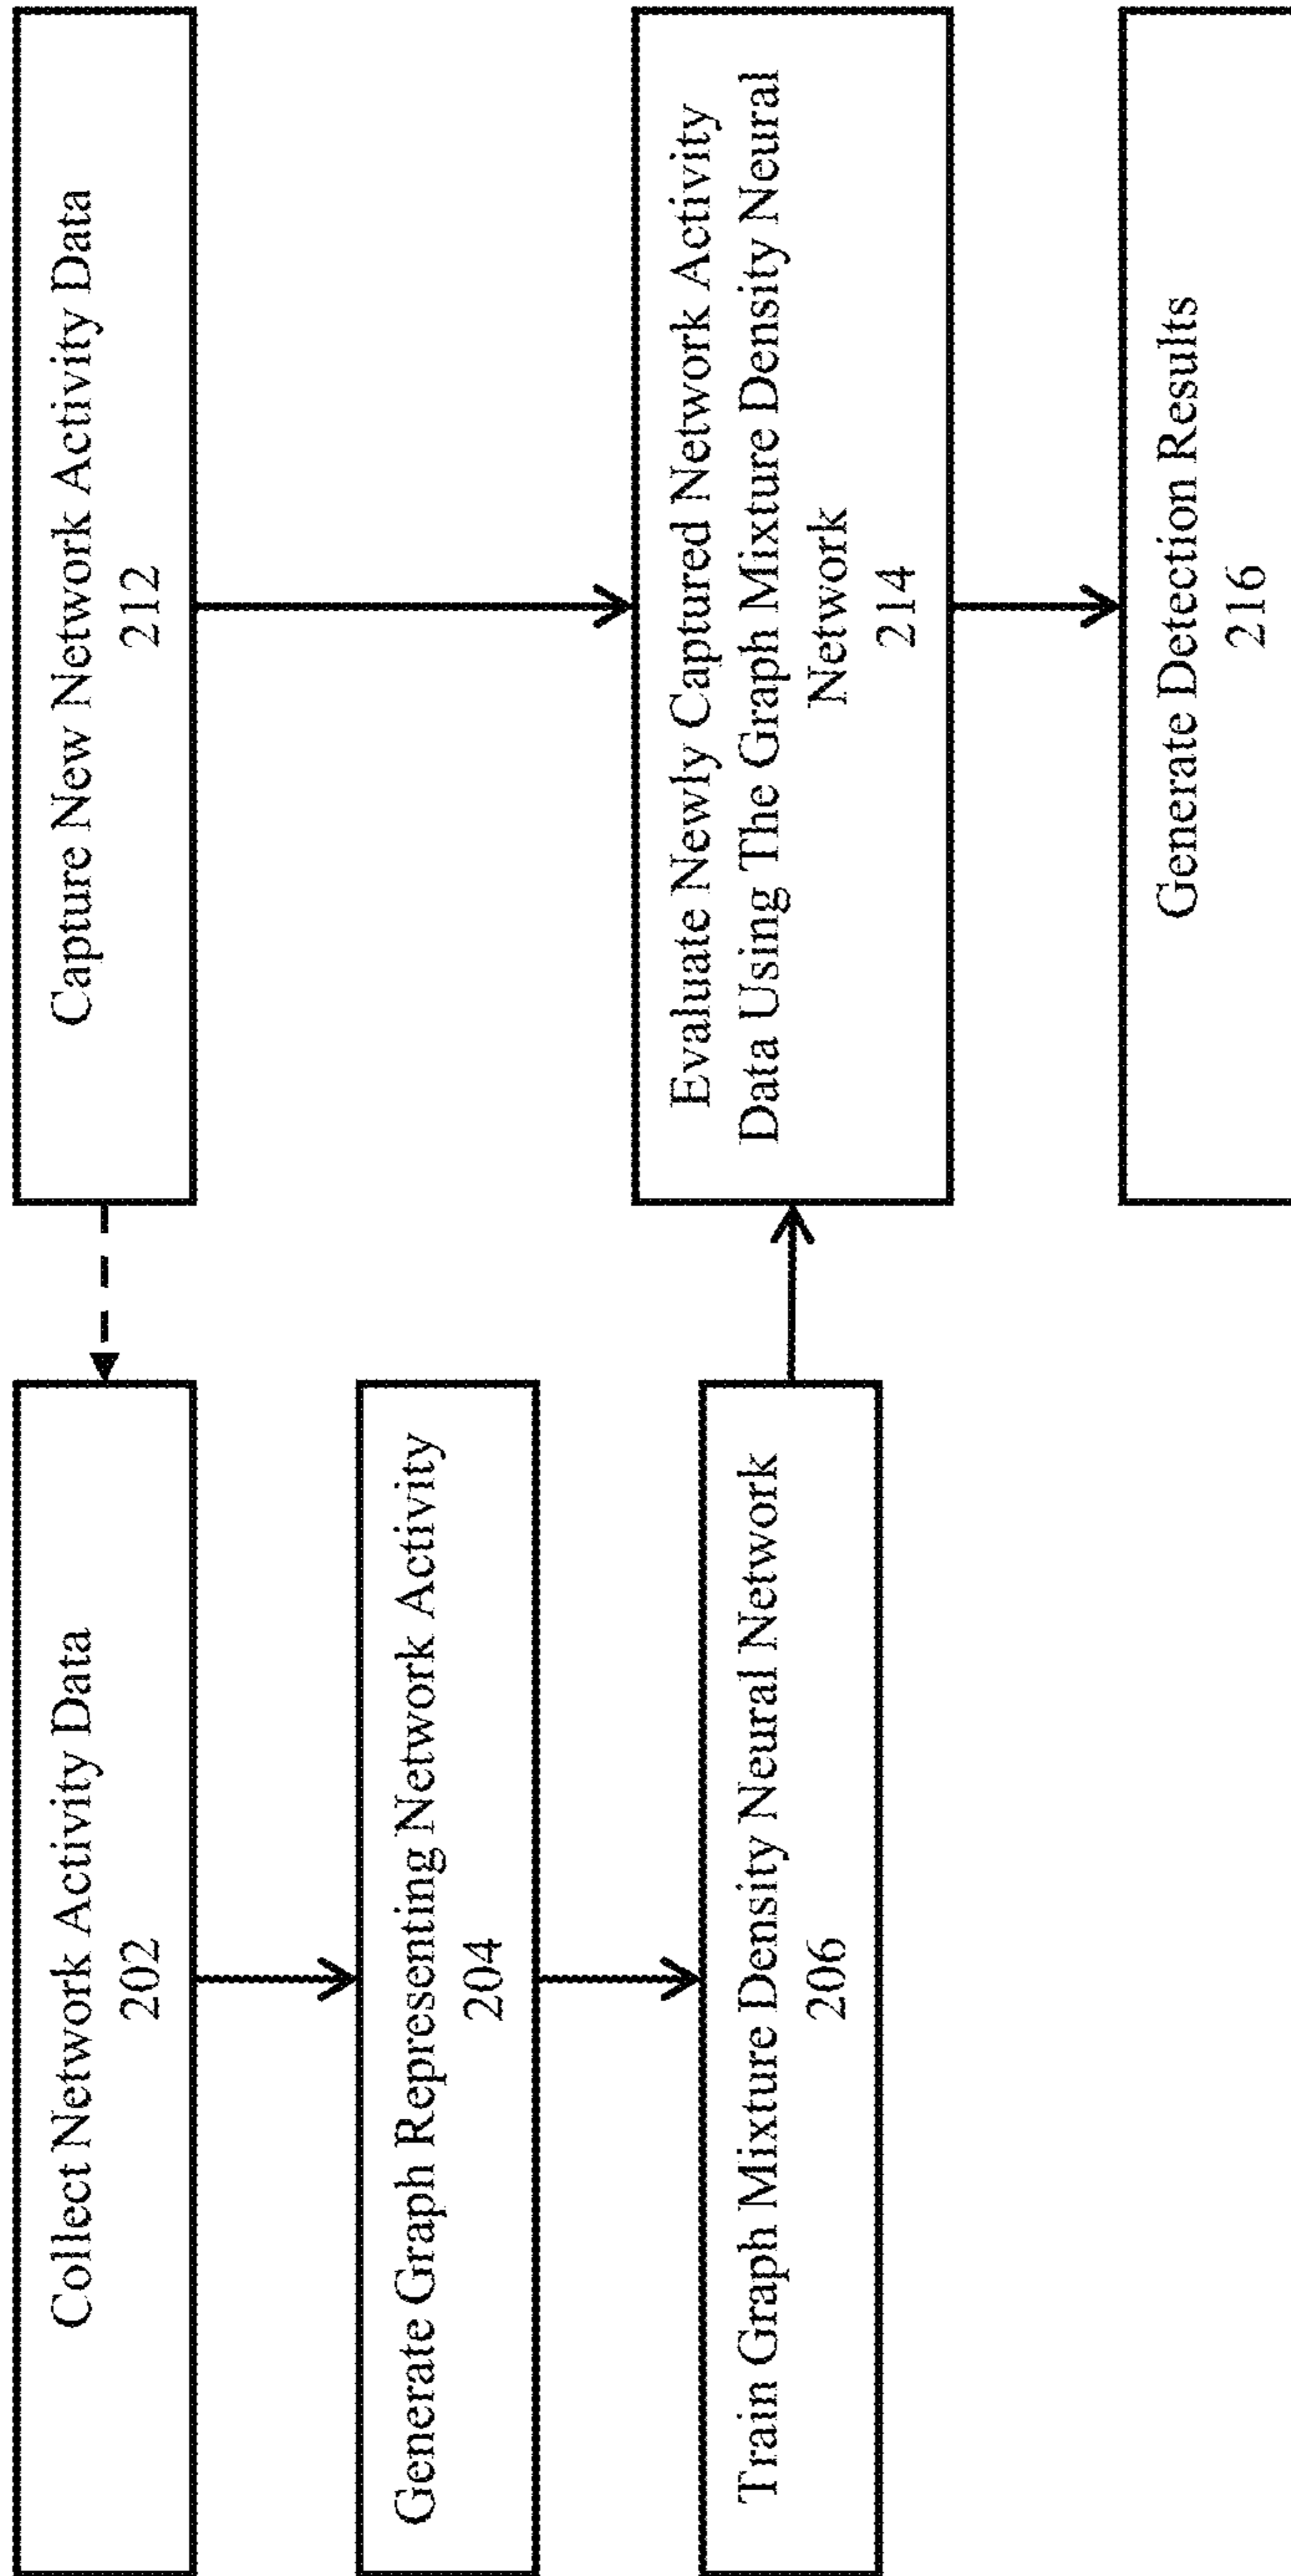 Collect Network Activity Data
202
Generate Graph Representing Network Activity
204
Train Graph Mixture Density Neural Network
206
Capture New Network Activity Data
212
Evaluate Newly Captured Network Activity
Data Using The Graph Mixture Density Neural
Network
214
Generate Detection Results
216